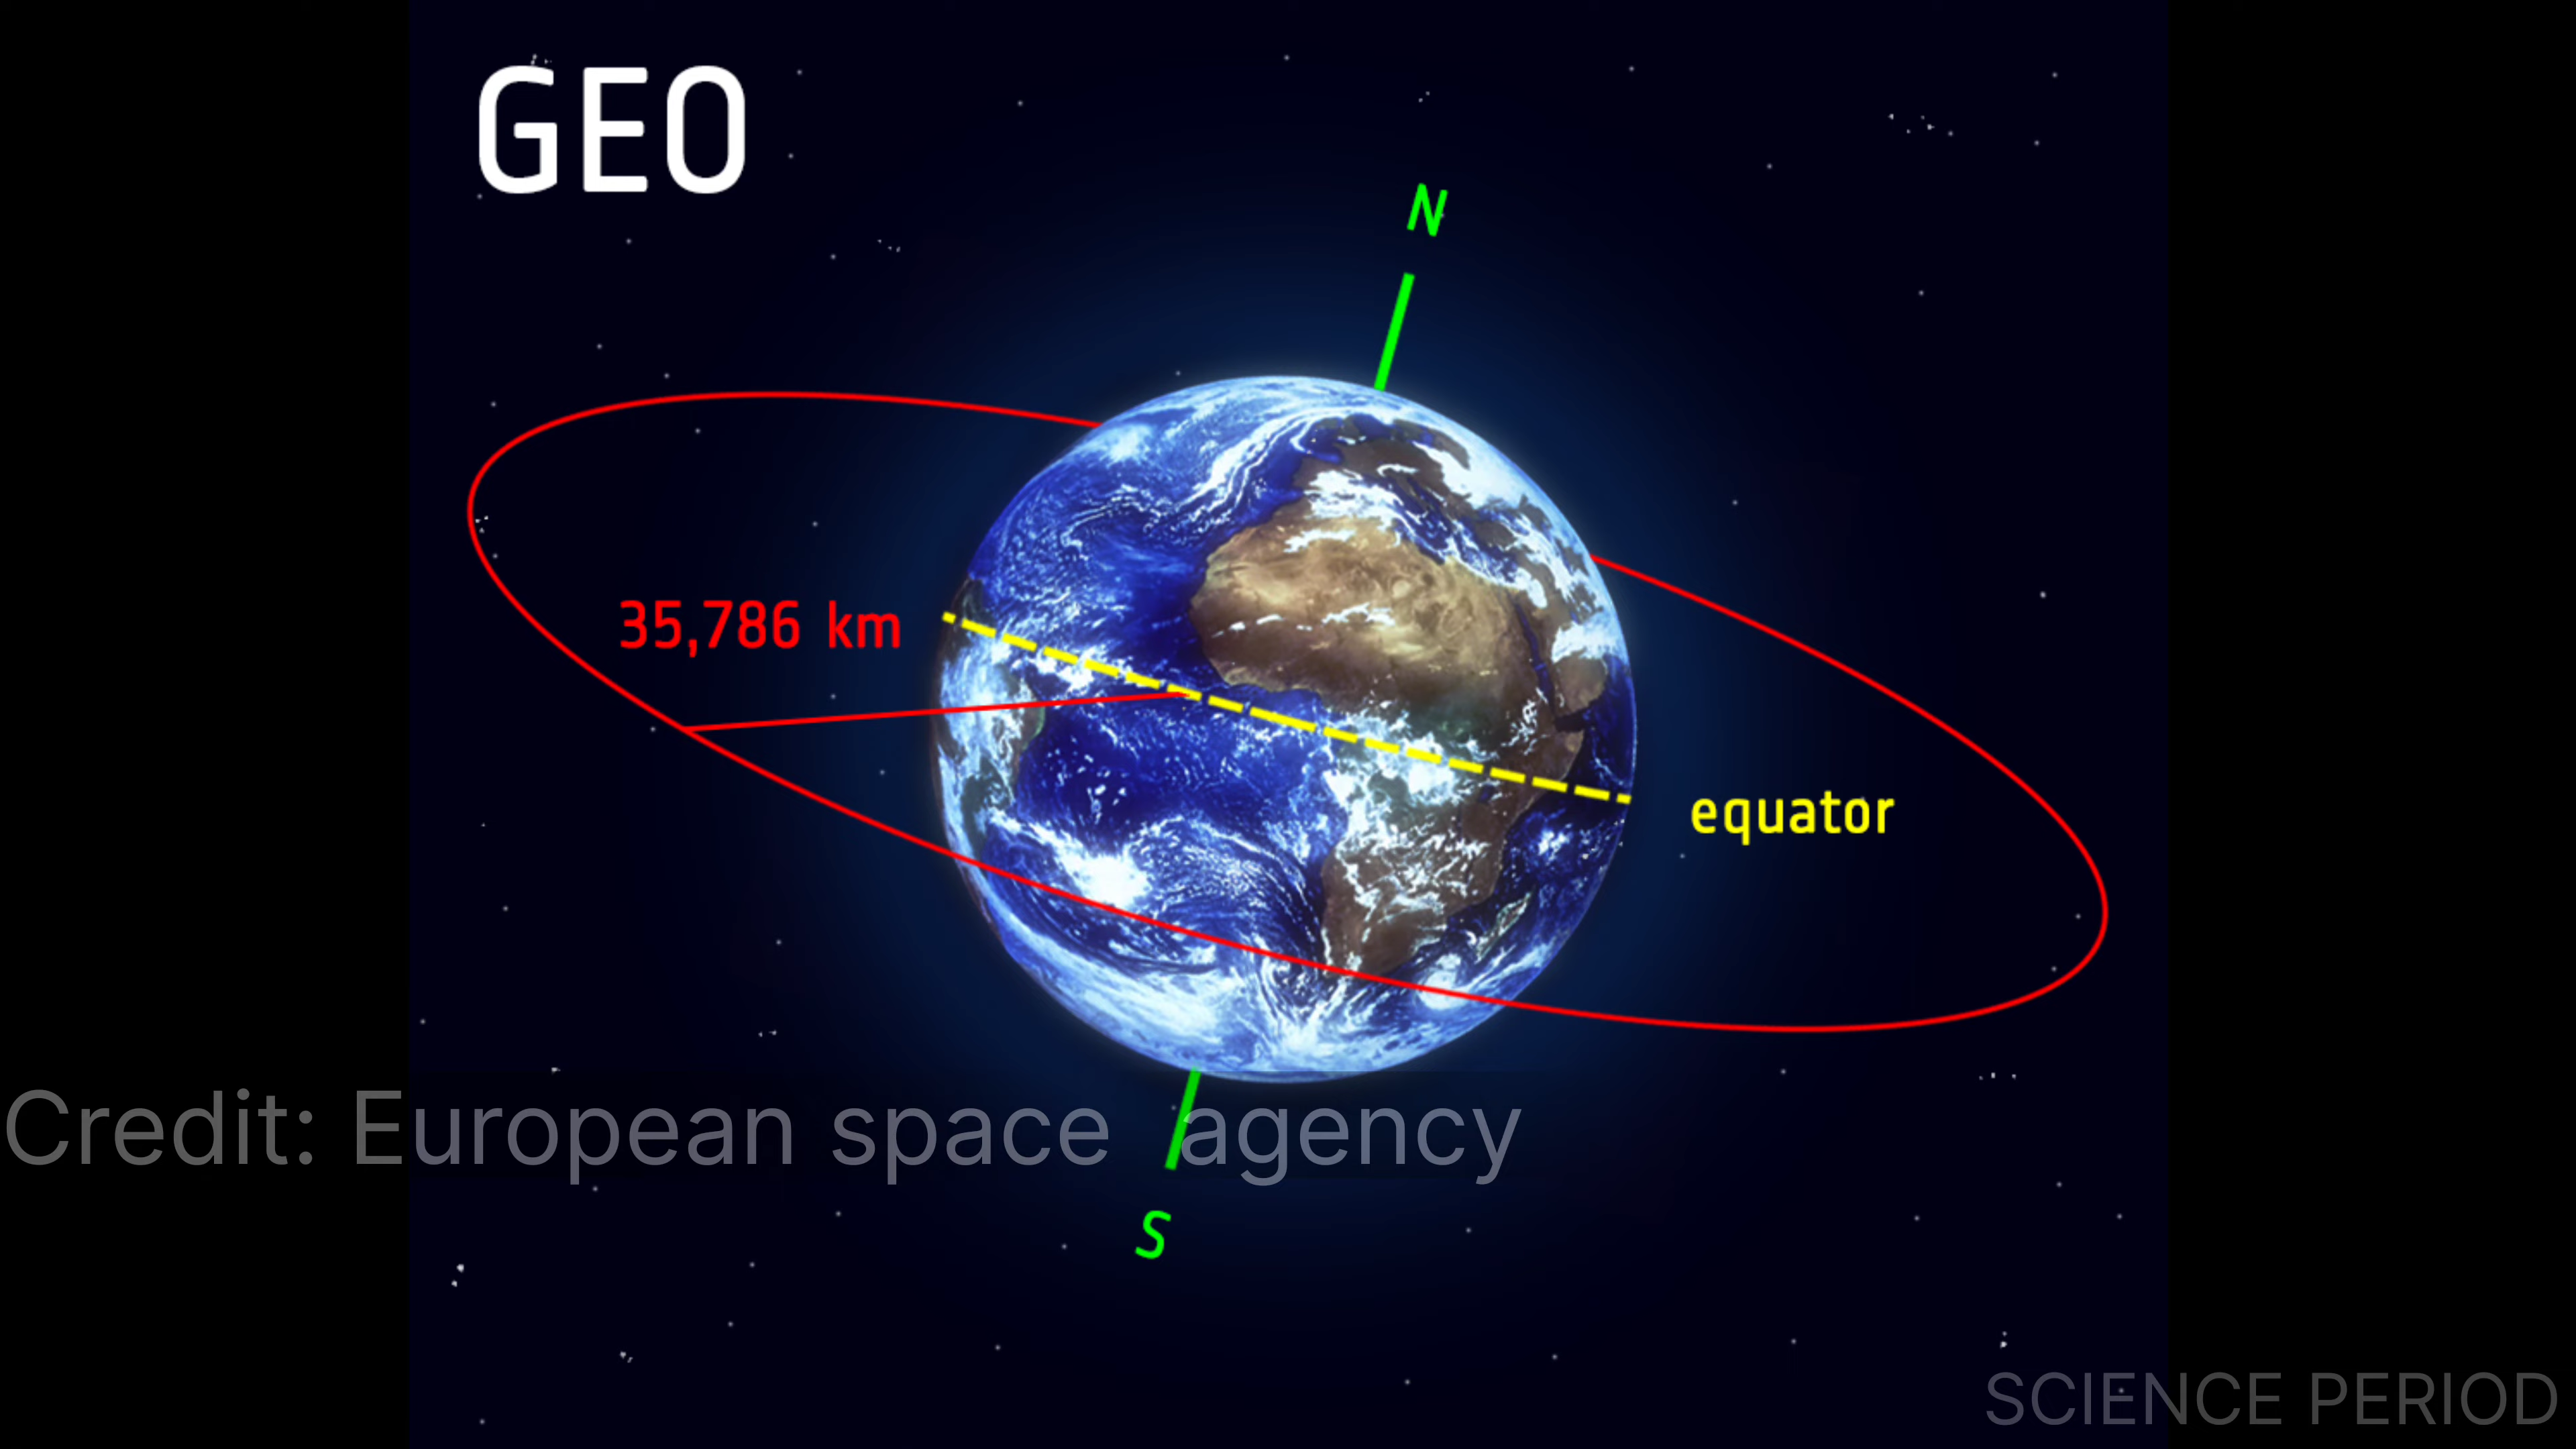 GEO
N
35,786 km
equator
Credit: European space agency
S
SCIENCE PERIOD